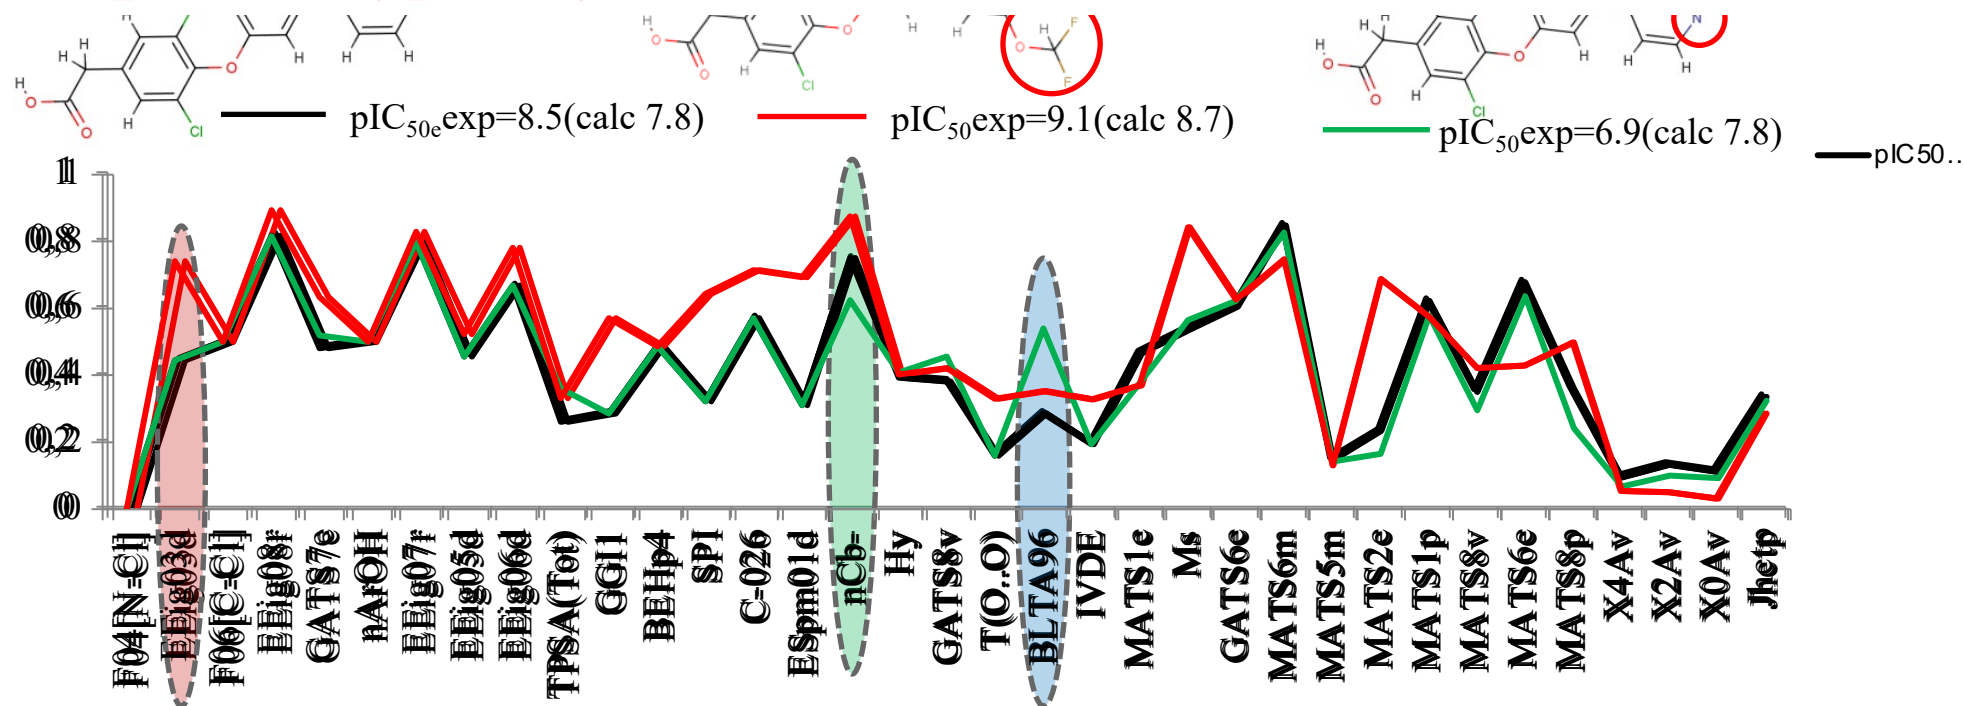 H H H H H H H H H H H N
H O O O H H H O O O F H O O O H
H Cl H Cl F H Cl H
pIC50eexp=8.5(calc 7.8) pIC50exp=9.1(calc 8.7) pIC50exp=6.9(calc 7.8)
pIC50..
1
0,8
0,6
0,4
0,2
0
F04[N-Cl]
EEig03d
F06[C-Cl]
EEig08r
GATS7e
nArOH
EEig07r
EEig05d
EEig06d
TPSA(Tot)
GGI1
BEHp4
SPI
C-026
ESpm01d
nCb-
Hy
GATS8v
T(O..O)
BLTA96
IVDE
MATS1e
Ms
GATS6e
MATS6m
MATS5m
MATS2e
MATS1p
MATS8v
MATS6e
MATS8p
X4Av
X2Av
X0Av
Jhetp